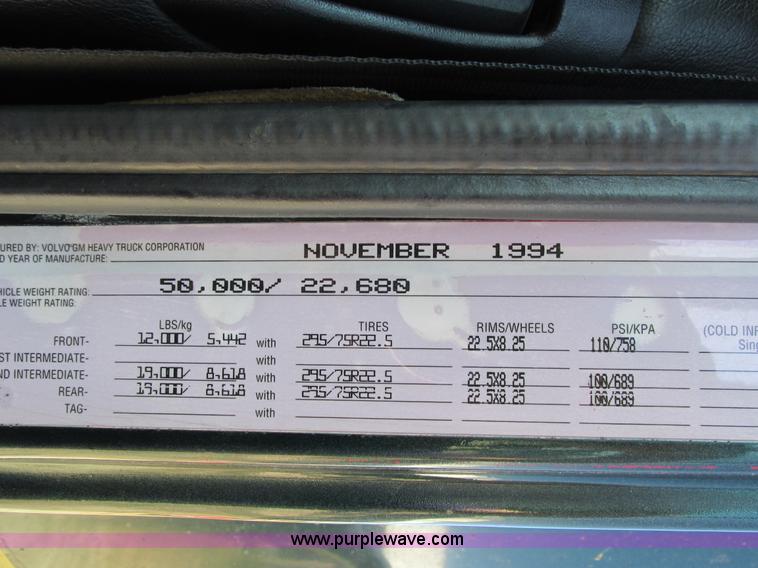 URED BY: VOLVO GM HEAVY TRUCK CORPORATION
D YEAR OF MANUFACTURE: NOVEMBER 1994
HICLE WEIGHT RATING: 50,000/ 22,680
LE WEIGHT RATING:
LBS/kg TIRES RIMS/WHEELS PSI/KPA (COLD INF
FRONT- 12,000/ 5,442 with 295/75R22.5 22.5X8.25 110/758 Sing
ST INTERMEDIATE- with
ND INTERMEDIATE- 19,000/ 8,618 with 295/75R22.5 22.5X8.25 100/689
REAR- 19,000/ 8,618 with 295/75R22.5 22.5X8.25 100/689
TAG- with
www.purplewave.com